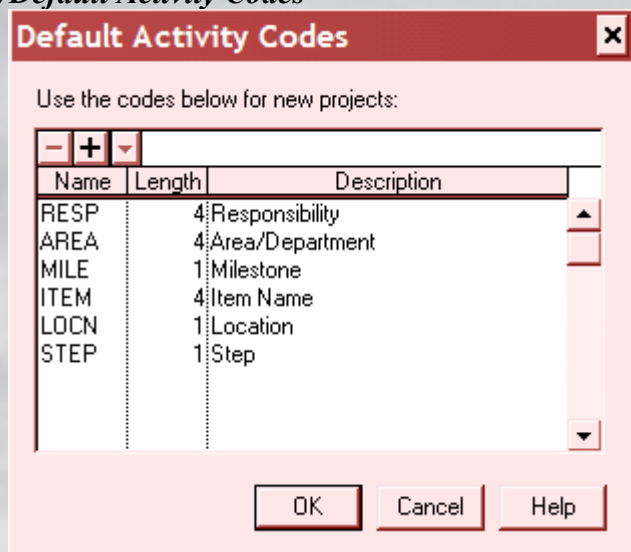 Default Activity Codes
Default Activity Codes
Use the codes below for new projects:
Name Length Description
RESP 4 Responsibility
AREA 4 Area/Department
MILE 1 Milestone
ITEM 4 Item Name
LOCN 1 Location
STEP 1 Step
OK Cancel Help